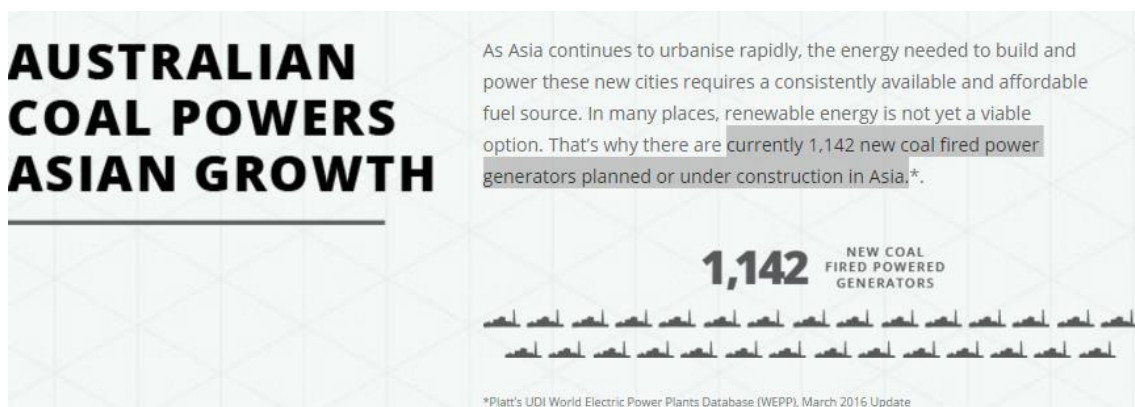 AUSTRALIAN
COAL POWERS
ASIAN GROWTH
As Asia continues to urbanise rapidly, the energy needed to build and
power these new cities requires a consistently available and affordable
fuel source. In many places, renewable energy is not yet a viable
option. That's why there are currently 1,142 new coal fired power
generators planned or under construction in Asia.*.
1,142
NEW COAL
FIRED POWERED
GENERATORS
*Platt's UDI World Electric Power Plants Database (WEPP), March 2016 Update